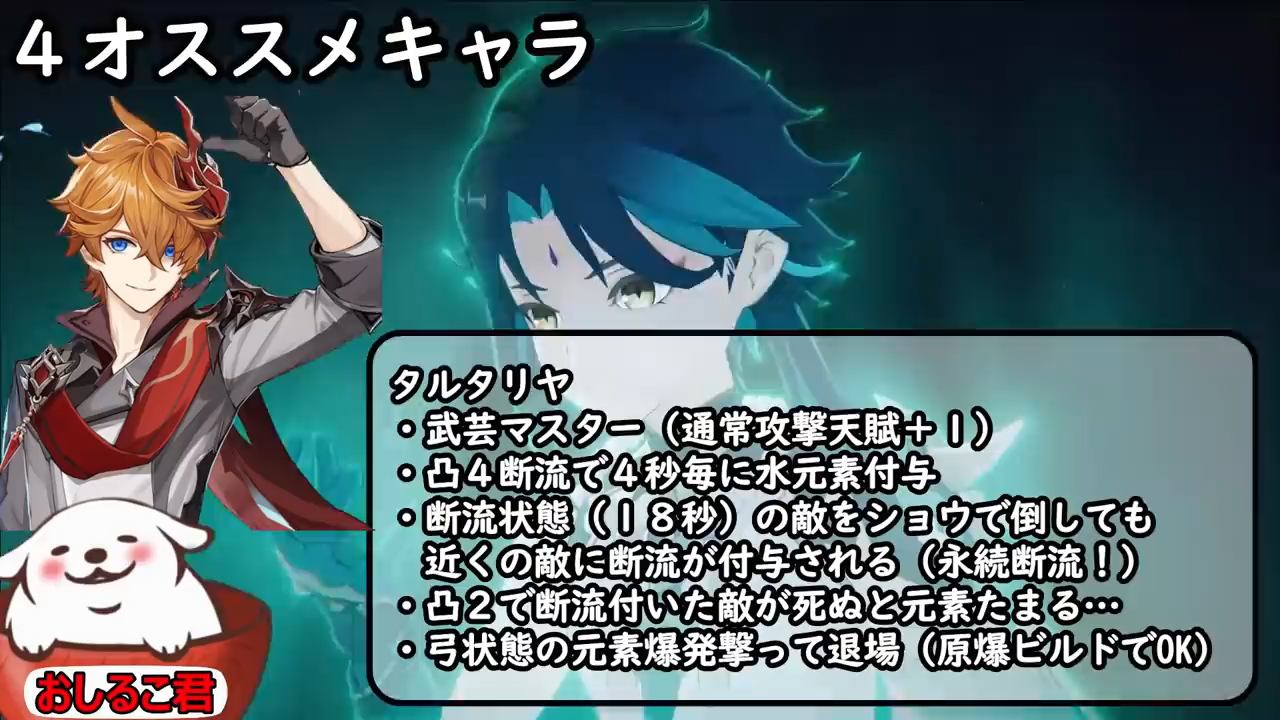 ４オススメキャラ
タルタリヤ
・武芸マスター（通常攻撃天賦＋１）
・凸４断流で４秒毎に水元素付与
・断流状態（１８秒）の敵をショウで倒しても
近くの敵に断流が付与される（永続断流！）
・凸２で断流付いた敵が死ぬと元素たまる…
・弓状態の元素爆発撃って退場（原爆ビルドでOK）
おしるこ君